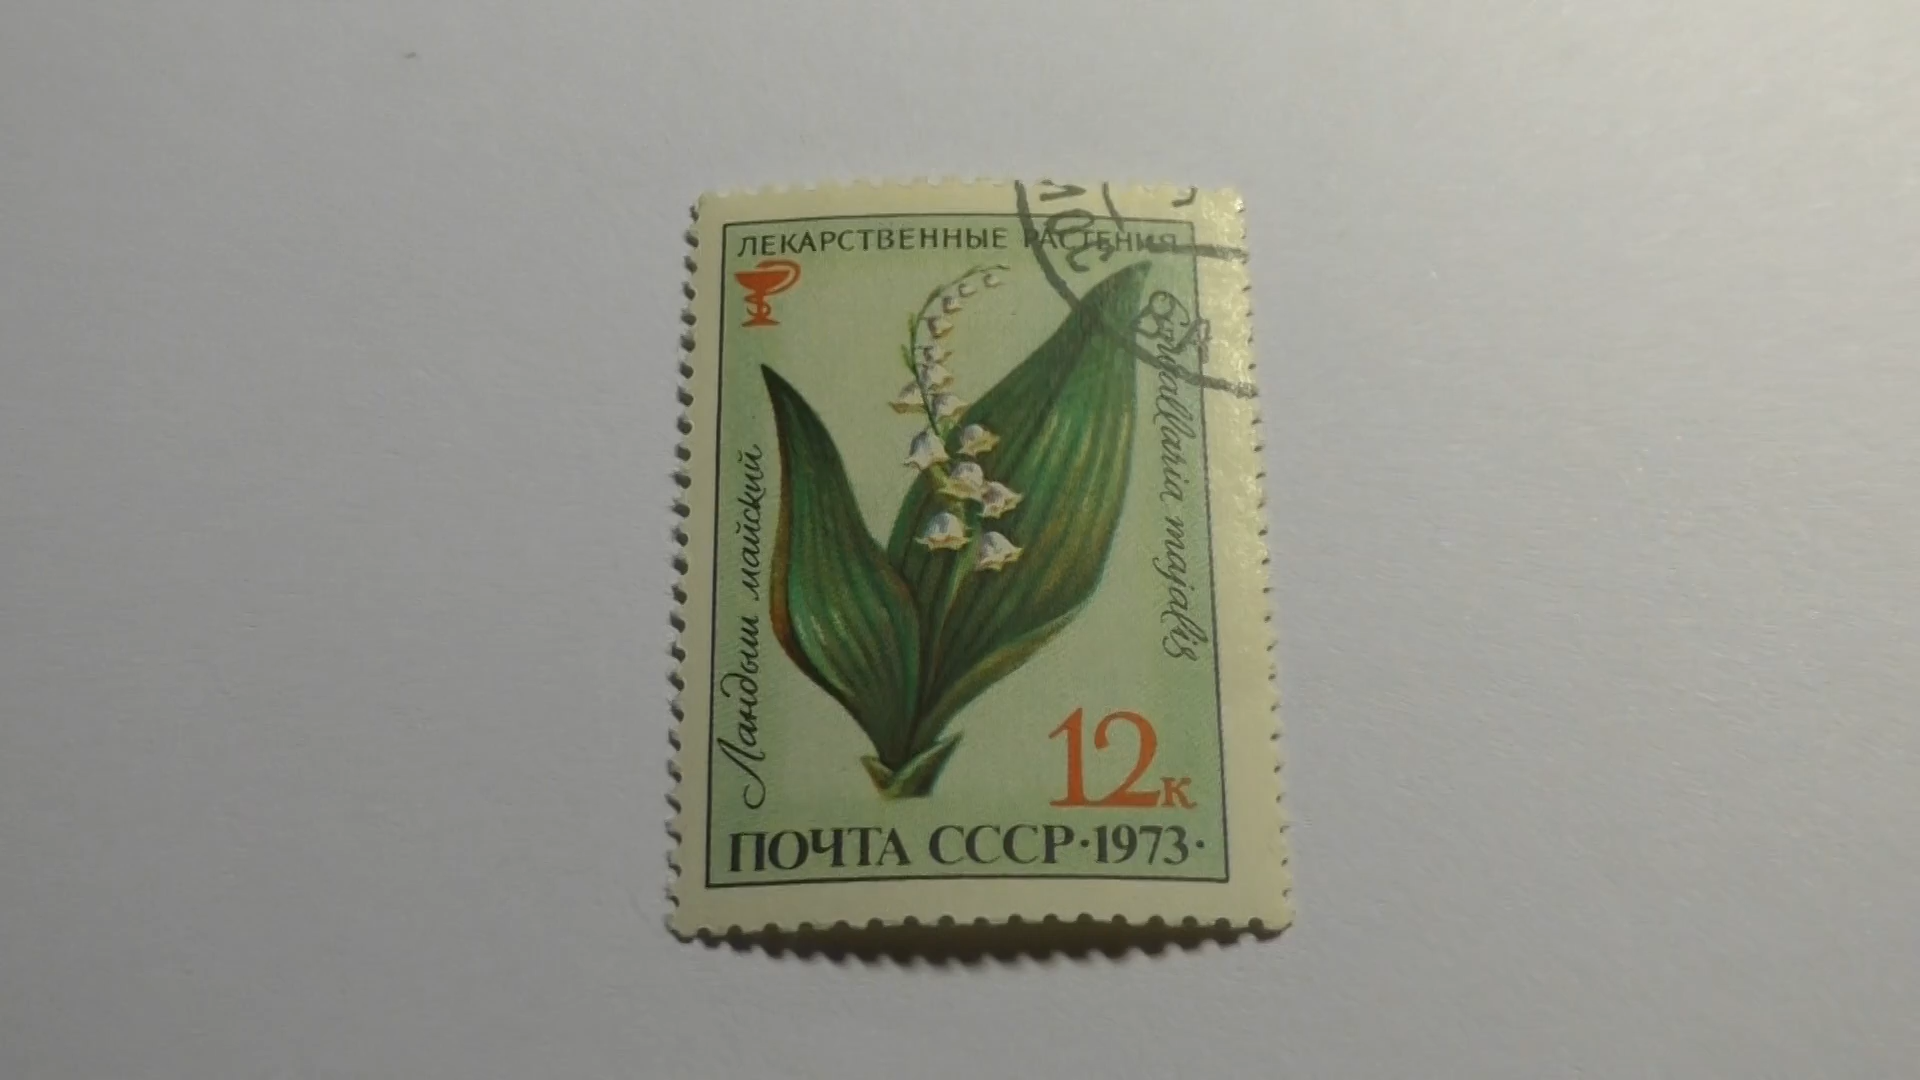 ЛЕКАРСТВЕННЫЕ РАСТЕНИЯ
Ландыш майский
Convallaria majalis
12к
ПОЧТА СССР·1973·